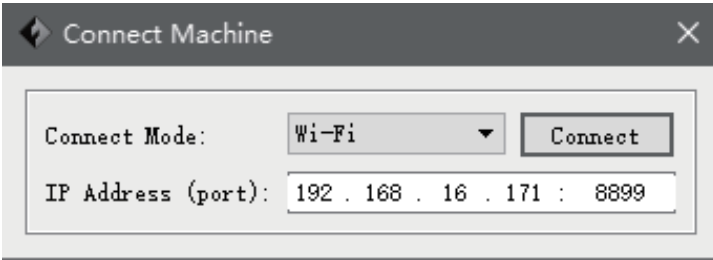 Connect Machine
Connect Mode: Wi-Fi Connect
IP Address (port): 192 . 168 . 16 . 171 : 8899